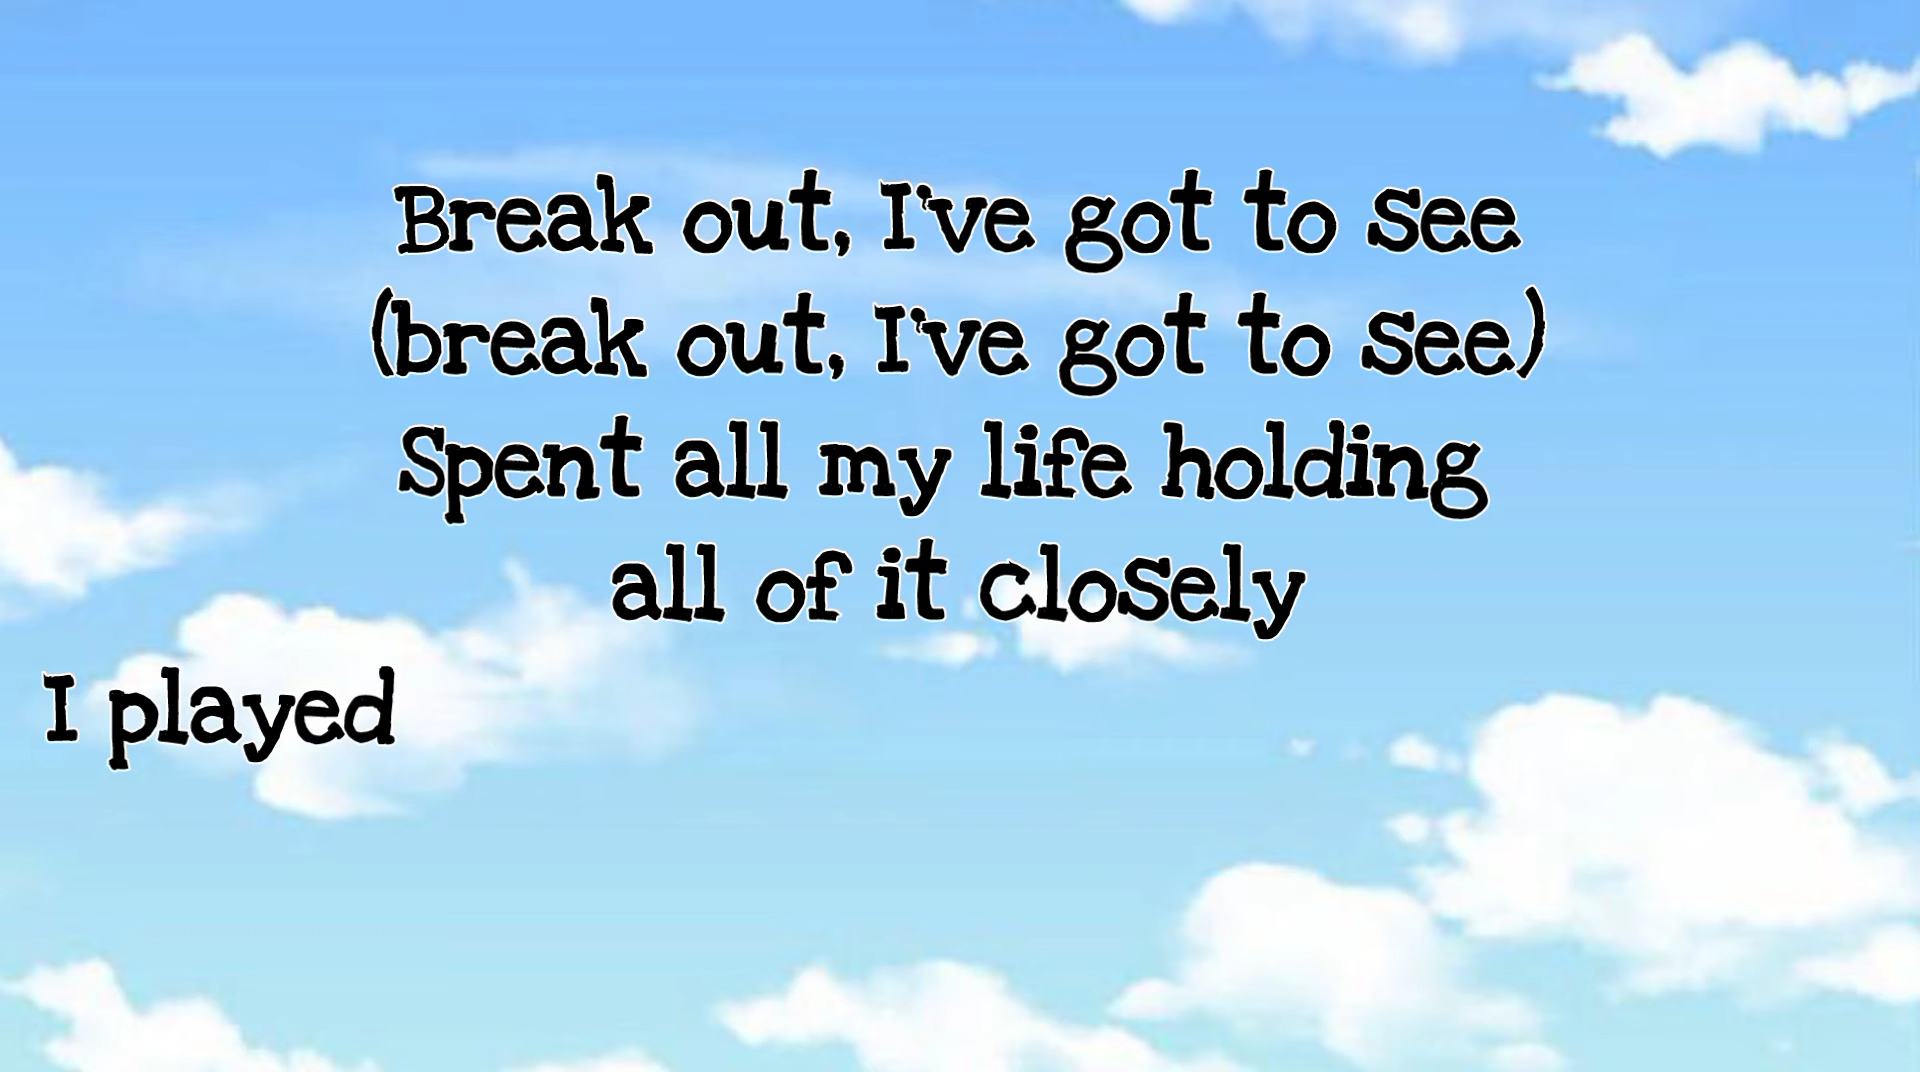 Break out, I've got to see
(break out, I've got to see)
Spent all my life holding
all of it closely
I played